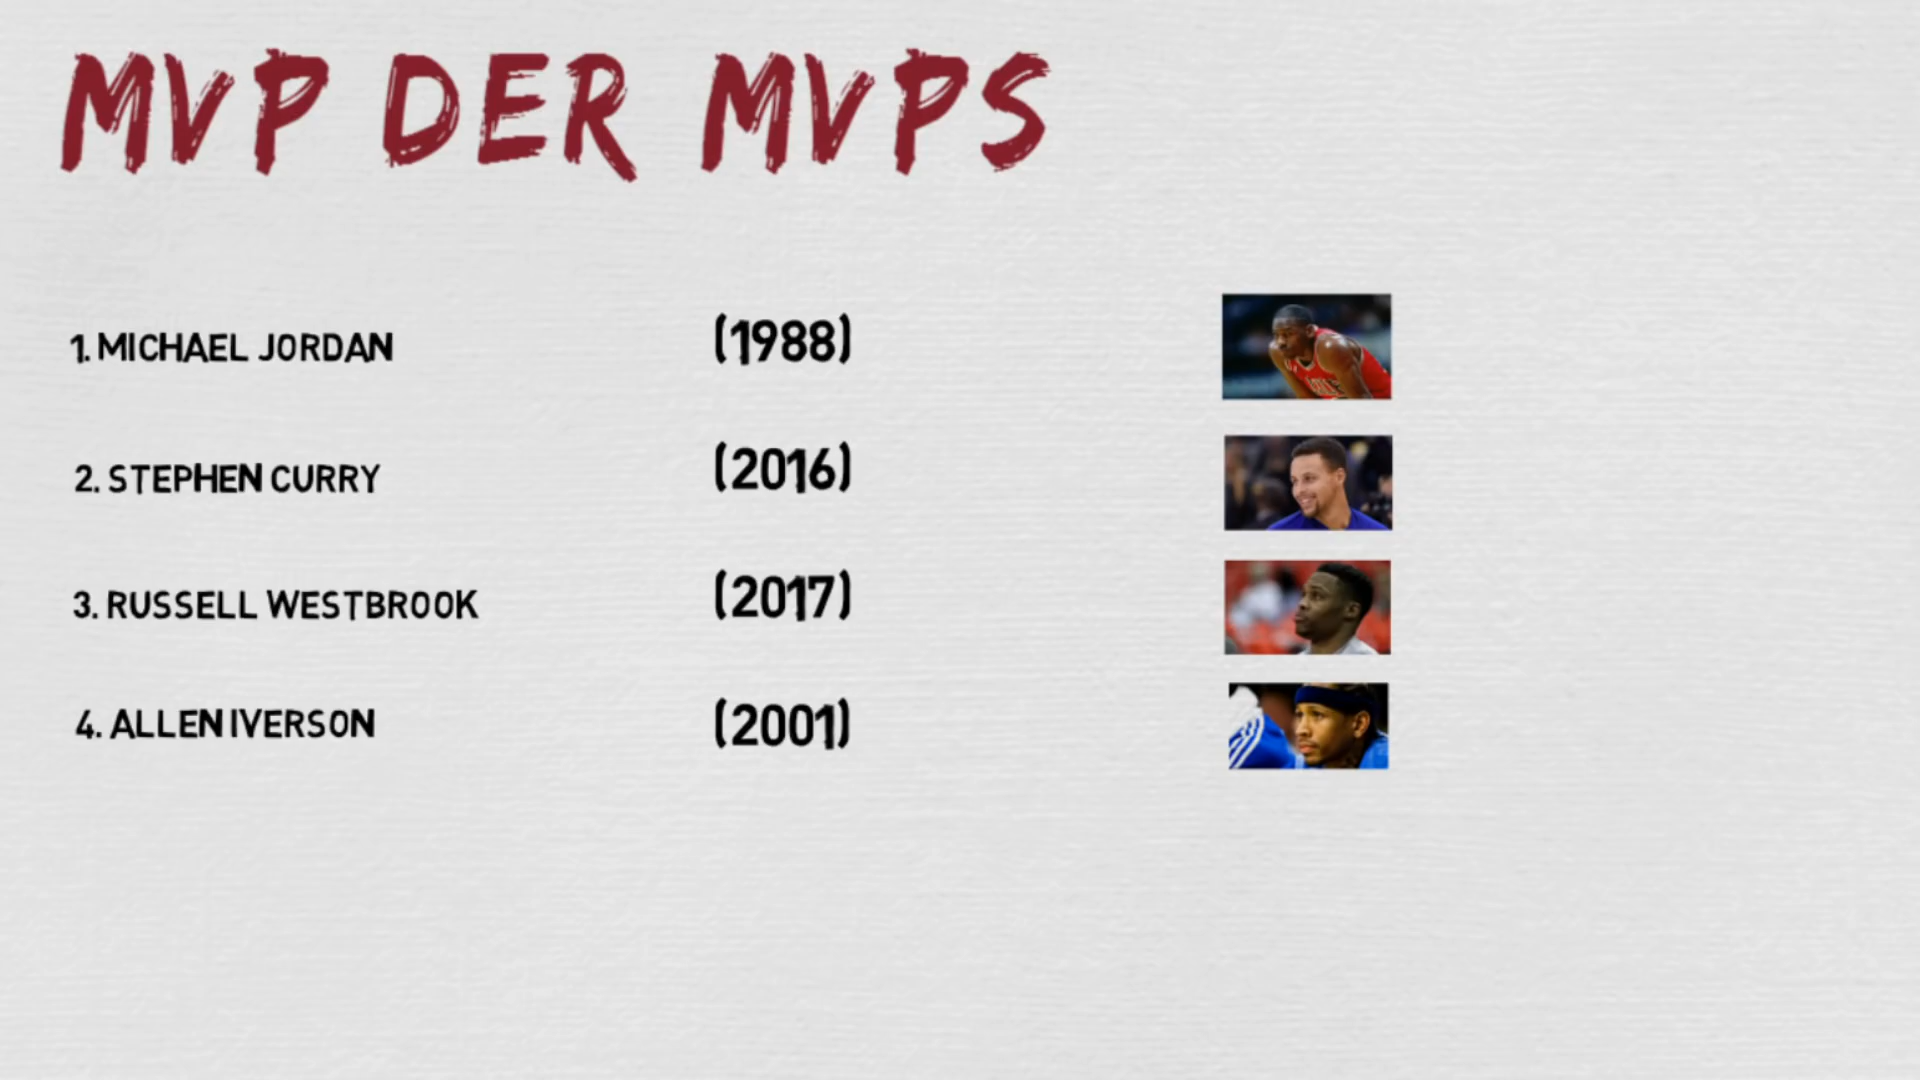 MVP DER MVPS
1. MICHAEL JORDAN (1988)
2. STEPHEN CURRY (2016)
3. RUSSELL WESTBROOK (2017)
4. ALLEN IVERSON (2001)